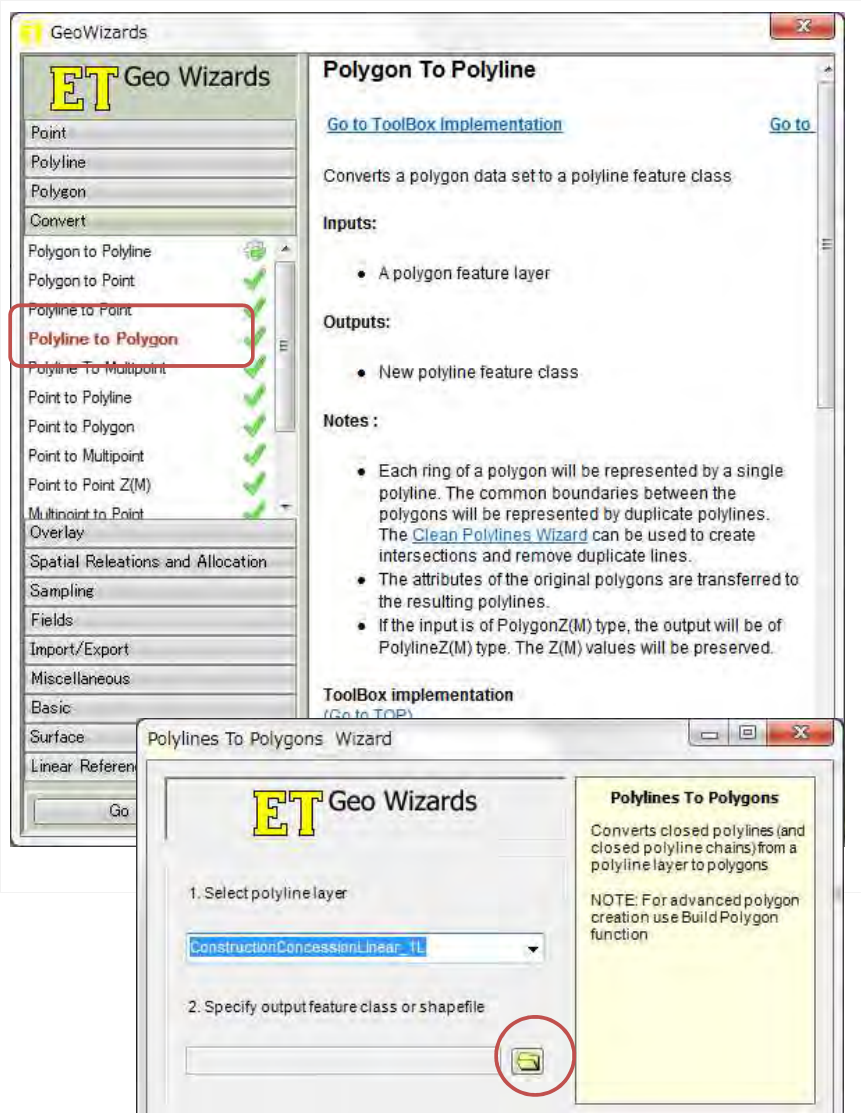 GeoWizards
ET Geo Wizards
Point
Polyline
Polygon
Convert
Polygon to Polyline
Polygon to Point
Polyline to Point
Polyline to Polygon
Polyline To Multipoint
Point to Polyline
Point to Polygon
Point to Multipoint
Point to Point Z(M)
Multipoint to Point
Overlay
Spatial Releations and Allocation
Sampling
Fields
Import/Export
Miscellaneous
Basic
Surface
Linear Referen
Go
Polygon To Polyline
Go to ToolBox Implementation
Go to
Converts a polygon data set to a polyline feature class
Inputs:
• A polygon feature layer
Outputs:
• New polyline feature class
Notes :
• Each ring of a polygon will be represented by a single
polyline. The common boundaries between the
polygons will be represented by duplicate polylines.
The Clean Polylines Wizard can be used to create
intersections and remove duplicate lines.
• The attributes of the original polygons are transferred to
the resulting polylines.
• If the input is of PolygonZ(M) type, the output will be of
PolylineZ(M) type. The Z(M) values will be preserved.
ToolBox implementation
(Go to TOP)
Polylines To Polygons Wizard
ET Geo Wizards
1. Select polyline layer
ConstructionConcessionLinear_1L
2. Specify output feature class or shapefile
Polylines To Polygons
Converts closed polylines (and
closed polyline chains) from a
polyline layer to polygons
NOTE: For advanced polygon
creation use Build Polygon
function